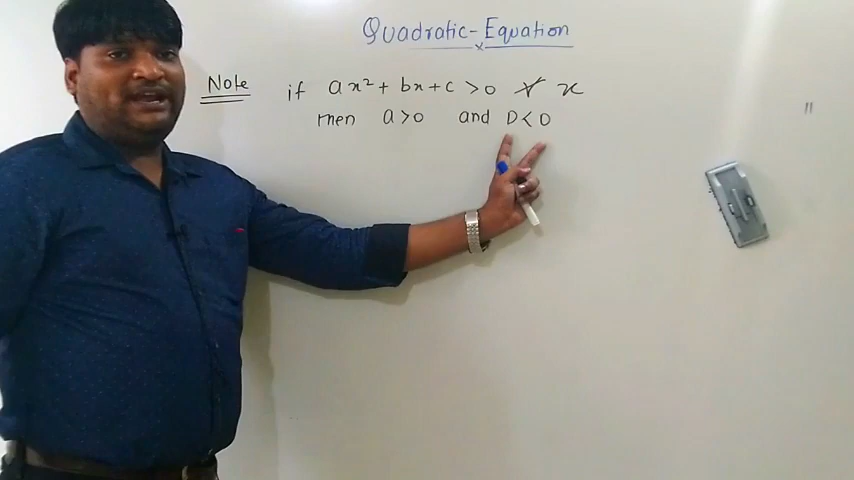 Quadratic-Equation
Note if ax² + bx + c > 0 ∀ x
then a > 0 and D < 0